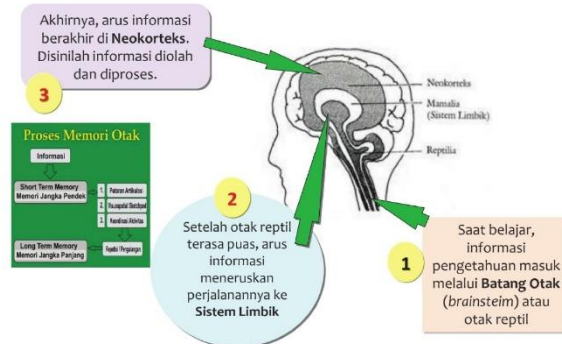 Akhirnya, arus informasi
berakhir di Neokorteks.
Disinilah informasi diolah
dan diproses.
3
Neokorteks
Mamalia
(Sistem Limbik)
Reptilia
Proses Memori Otak
Informasi
Short Term Memory
Memori Jangka Pendek
1.
2.
3.
Long Term Memory
Memori Jangka Panjang
2
Setelah otak reptil
terasa puas, arus
informasi
meneruskan
perjalanannya ke
Sistem Limbik
1
Saat belajar,
informasi
pengetahuan masuk
melalui Batang Otak
(brainsteim) atau
otak reptil